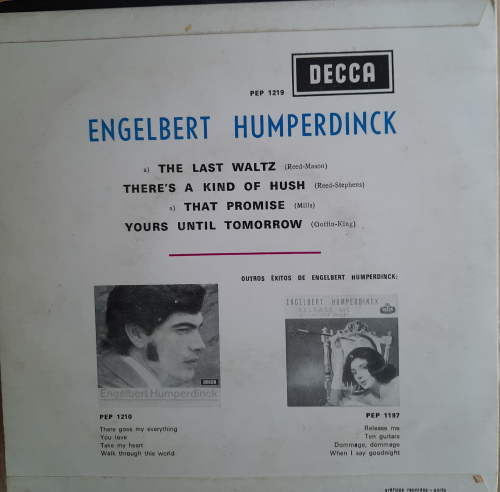 DECCA
PEP 1219
ENGELBERT HUMPERDINCK
a) THE LAST WALTZ (Reed-Mason)
THERE'S A KIND OF HUSH (Reed-Stephens)
a) THAT PROMISE (Mills)
YOURS UNTIL TOMORROW (Goffin-King)
OUTROS ÊXITOS DE ENGELBERT HUMPERDINCK:
DECCA
Engelbert Humperdinck
PEP 1210
There goes my everything
You love
Take my heart
Walk through this world
ENGELBERT HUMPERDINCK
RELEASE ME
DECCA
PEP 1197
Release me
Ten guitars
Dommage, dommage
When I say goodnight
gráficos reunidos - porto